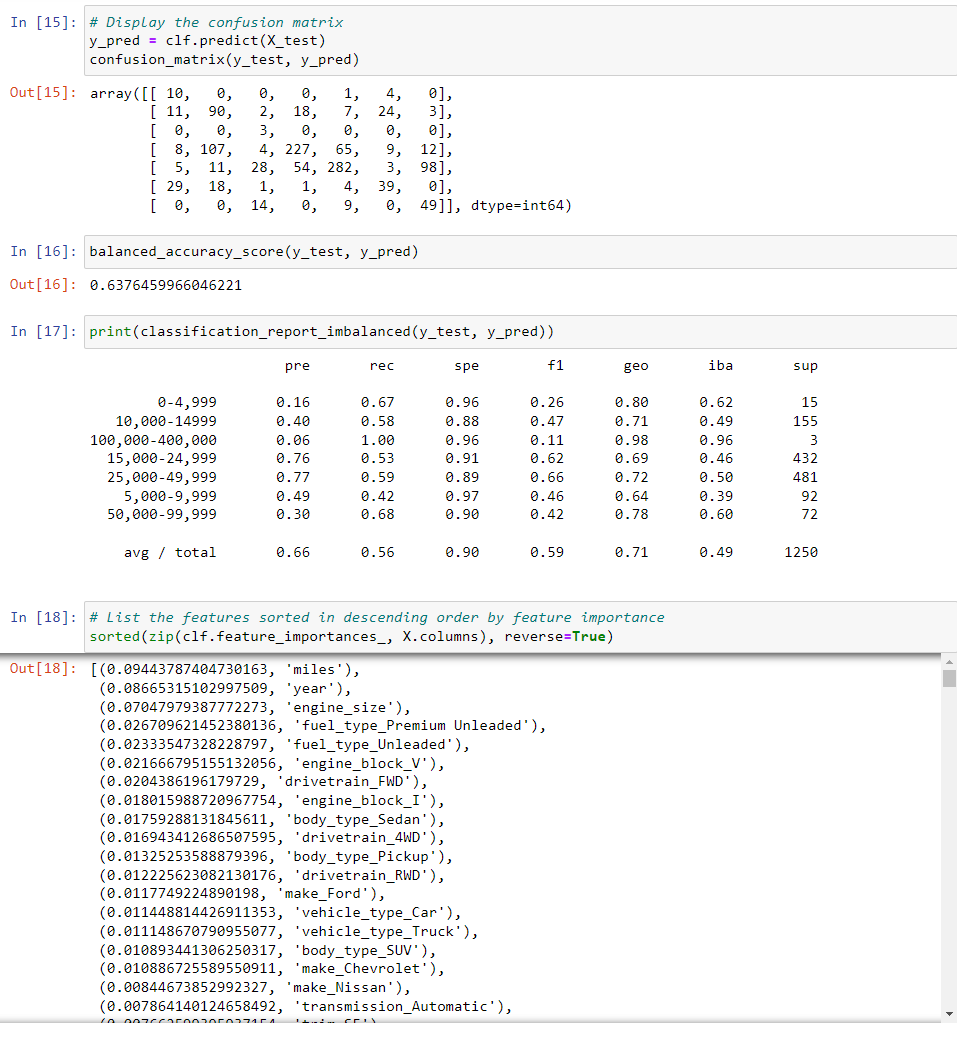 In [15]: # Display the confusion matrix
y_pred = clf.predict(X_test)
confusion_matrix(y_test, y_pred)
Out[15]: array([[ 10, 0, 0, 0, 1, 4, 0],
[ 11, 90, 2, 18, 7, 24, 3],
[ 0, 0, 3, 0, 0, 0, 0],
[ 8, 107, 4, 227, 65, 9, 12],
[ 5, 11, 28, 54, 282, 3, 98],
[ 29, 18, 1, 1, 4, 39, 0],
[ 0, 0, 14, 0, 9, 0, 49]], dtype=int64)
In [16]: balanced_accuracy_score(y_test, y_pred)
Out[16]: 0.6376459966046221
In [17]: print(classification_report_imbalanced(y_test, y_pred))
pre rec spe f1 geo iba sup
0-4,999 0.16 0.67 0.96 0.26 0.80 0.62 15
10,000-14999 0.40 0.58 0.88 0.47 0.71 0.49 155
100,000-400,000 0.06 1.00 0.96 0.11 0.98 0.96 3
15,000-24,999 0.76 0.53 0.91 0.62 0.69 0.46 432
25,000-49,999 0.77 0.59 0.89 0.66 0.72 0.50 481
5,000-9,999 0.49 0.42 0.97 0.46 0.64 0.39 92
50,000-99,999 0.30 0.68 0.90 0.42 0.78 0.60 72
avg / total 0.66 0.56 0.90 0.59 0.71 0.49 1250
In [18]: # List the features sorted in descending order by feature importance
sorted(zip(clf.feature_importances_, X.columns), reverse=True)
Out[18]: [(0.09443787404730163, 'miles'),
(0.08665315102997509, 'year'),
(0.07047979387772273, 'engine_size'),
(0.026709621452380136, 'fuel_type_Premium Unleaded'),
(0.02333547328228797, 'fuel_type_Unleaded'),
(0.021666795155132056, 'engine_block_V'),
(0.0204386196179729, 'drivetrain_FWD'),
(0.018015988720967754, 'engine_block_I'),
(0.01759288131845611, 'body_type_Sedan'),
(0.016943412686507595, 'drivetrain_4WD'),
(0.01325253588879396, 'body_type_Pickup'),
(0.012225623082130176, 'drivetrain_RWD'),
(0.0117749224890198, 'make_Ford'),
(0.011448814426911353, 'vehicle_type_Car'),
(0.011148670790955077, 'vehicle_type_Truck'),
(0.010893441306250317, 'body_type_SUV'),
(0.010886725589550911, 'make_Chevrolet'),
(0.00844673852992327, 'make_Nissan'),
(0.007864140124658492, 'transmission_Automatic'),